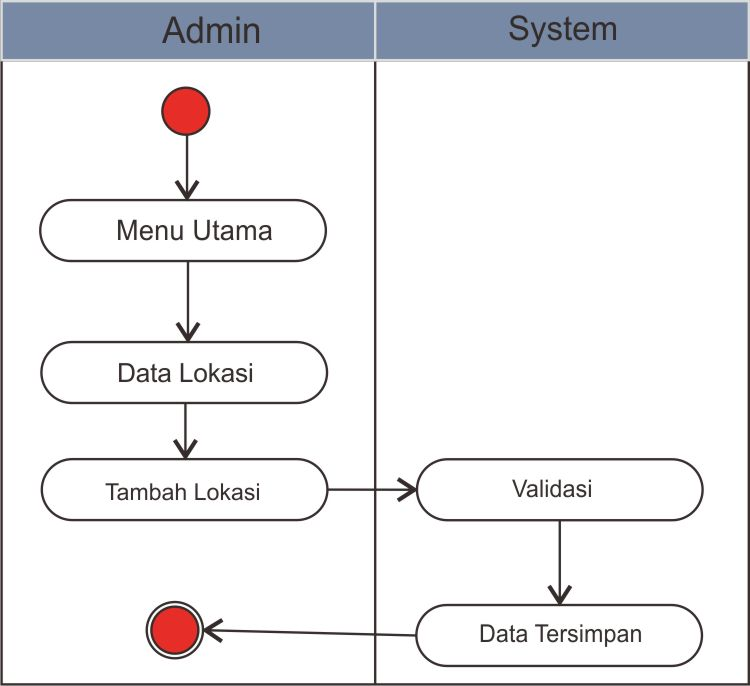 Admin
System
Menu Utama
Data Lokasi
Tambah Lokasi
Validasi
Data Tersimpan